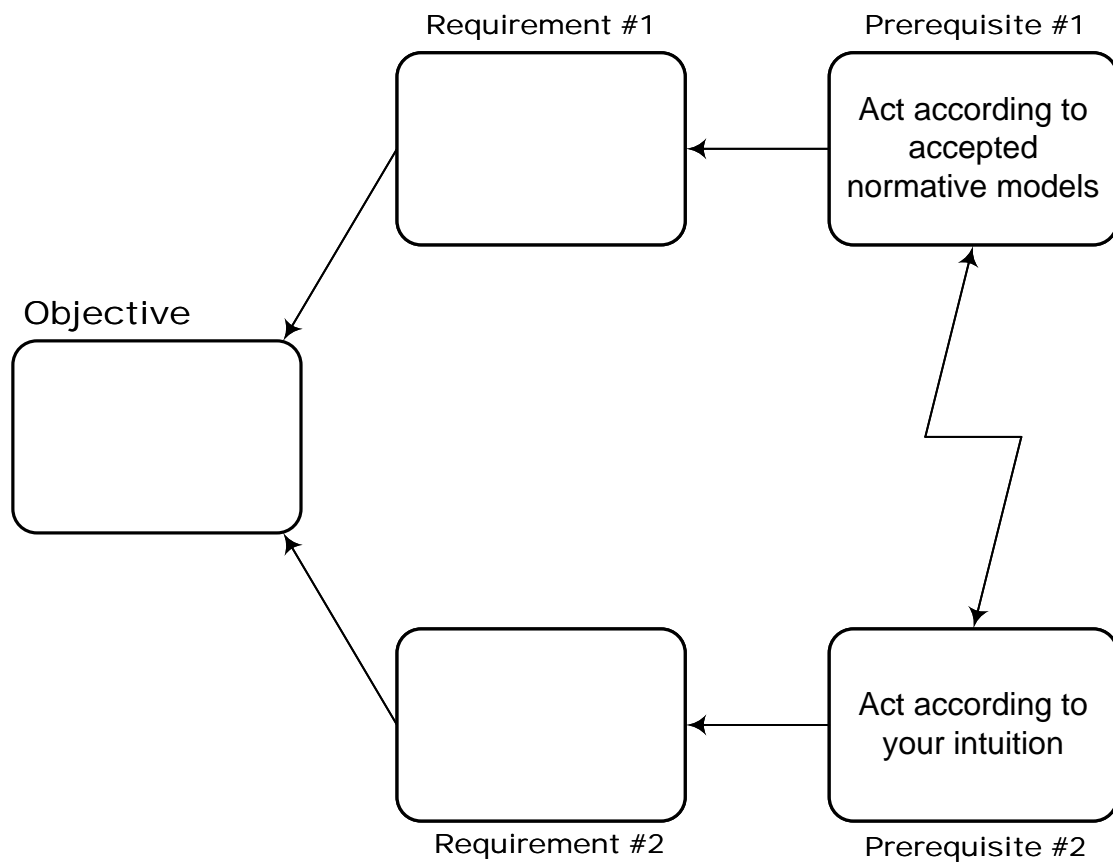 Requirement #1
Prerequisite #1
Act according to
accepted
normative models
Objective
Act according to
your intuition
Requirement #2
Prerequisite #2